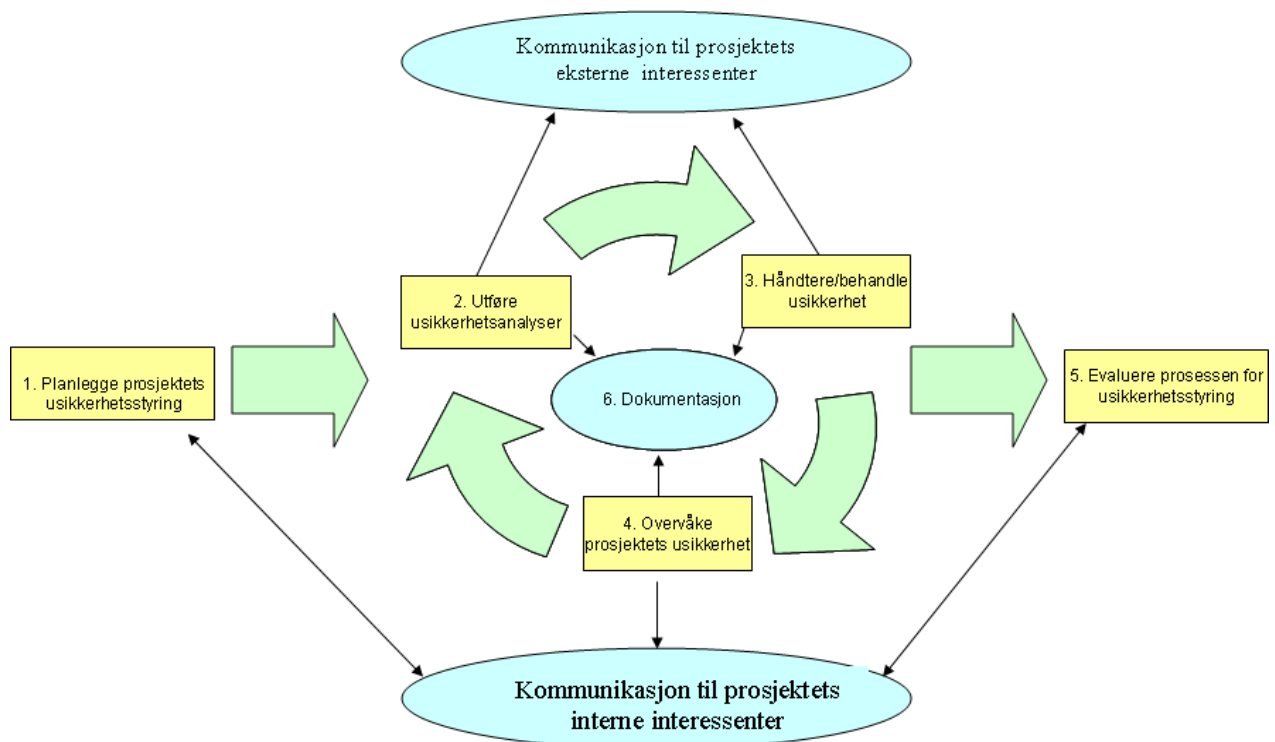 Kommunikasjon til prosjektets
eksterne interessenter
2. Utføre
usikkerhetsanalyser
3. Håndtere/behandle
usikkerhet
1. Planlegge prosjektets
usikkerhetsstyring
6. Dokumentasjon
5. Evaluere prosessen for
usikkerhetsstyring
4. Overvåke
prosjektets usikkerhet
Kommunikasjon til prosjektets
interne interessenter